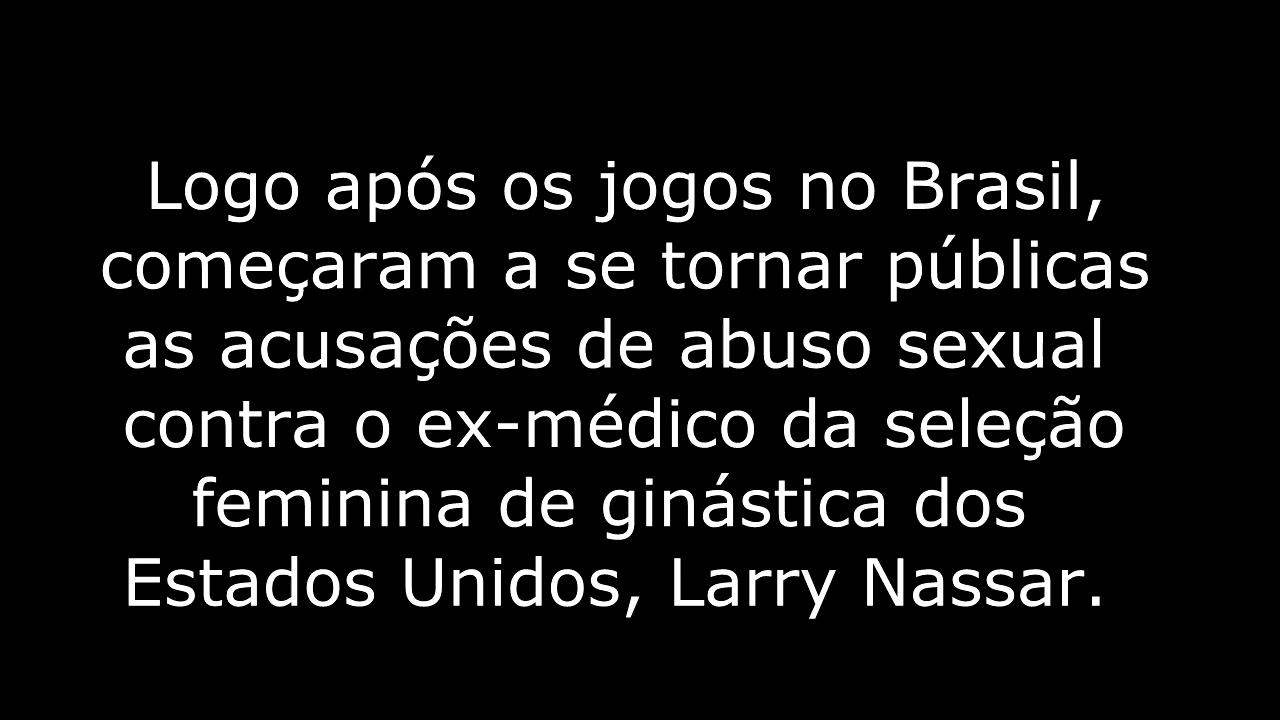 Logo após os jogos no Brasil,
começaram a se tornar públicas
as acusações de abuso sexual
contra o ex-médico da seleção
feminina de ginástica dos
Estados Unidos, Larry Nassar.